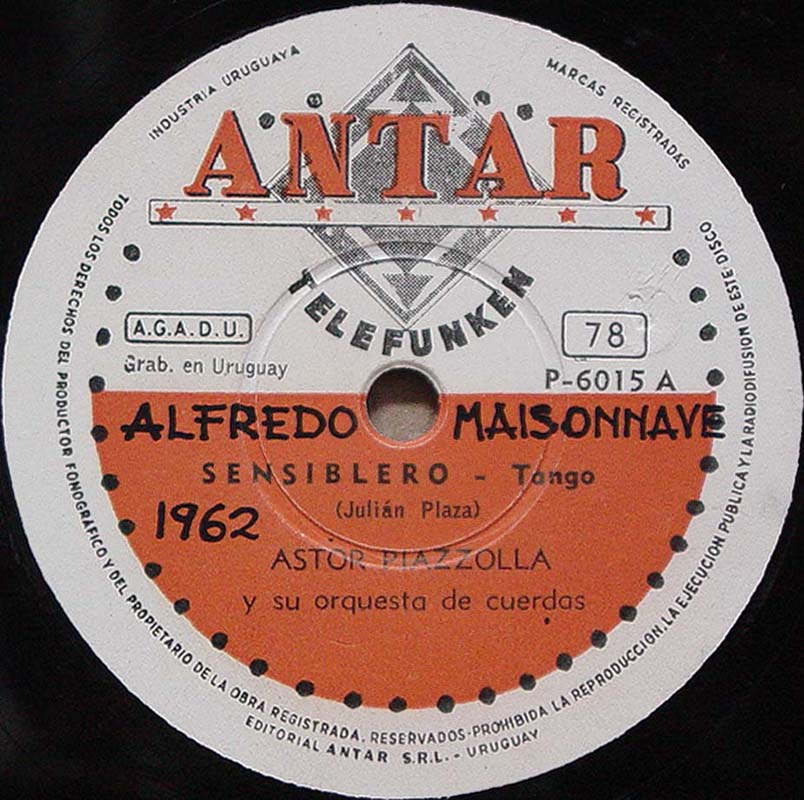 INDUSTRIA URUGUAYA
MARCAS REGISTRADAS
ANTAR
TELEFUNKEN
A.G.A.D.U.
78
Grab. en Uruguay
P-6015 A
ALFREDO MAISONNAVE
SENSIBLERO - Tango
(Julián Plaza)
1962
ASTOR PIAZZOLLA
y su orquesta de cuerdas
TODOS LOS DERECHOS DEL PRODUCTOR FONOGRÁFICO Y DEL PROPIETARIO DE LA OBRA REGISTRADA, RESERVADOS-PROHIBIDA LA REPRODUCCION, LA EJECUCION PUBLICA Y LA RADIODIFUSION DE ESTE DISCO
EDITORIAL ANTAR S.R.L. - URUGUAY